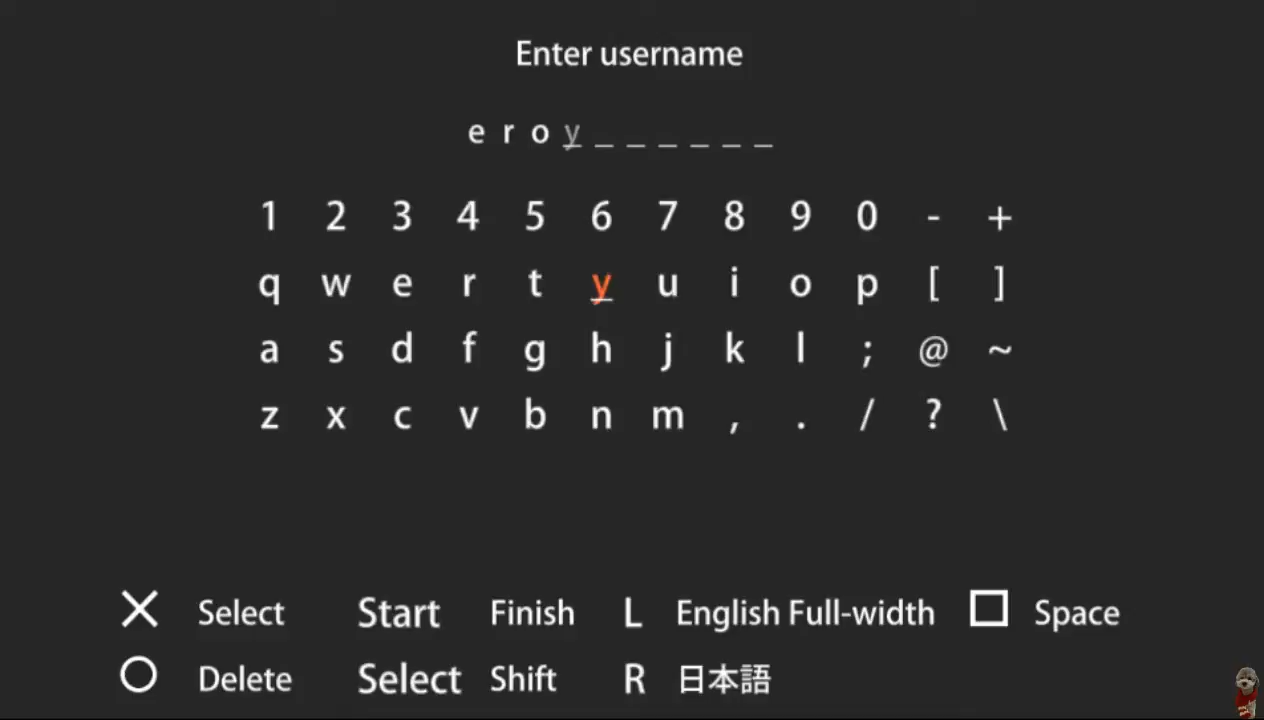 Enter username
e r o y _ _ _ _ _ _
1 2 3 4 5 6 7 8 9 0 - +
q w e r t y u i o p [ ]
a s d f g h j k l ; @ ~
z x c v b n m , . / ? \
Select Start Finish L English Full-width Space
Delete Select Shift R 日本語